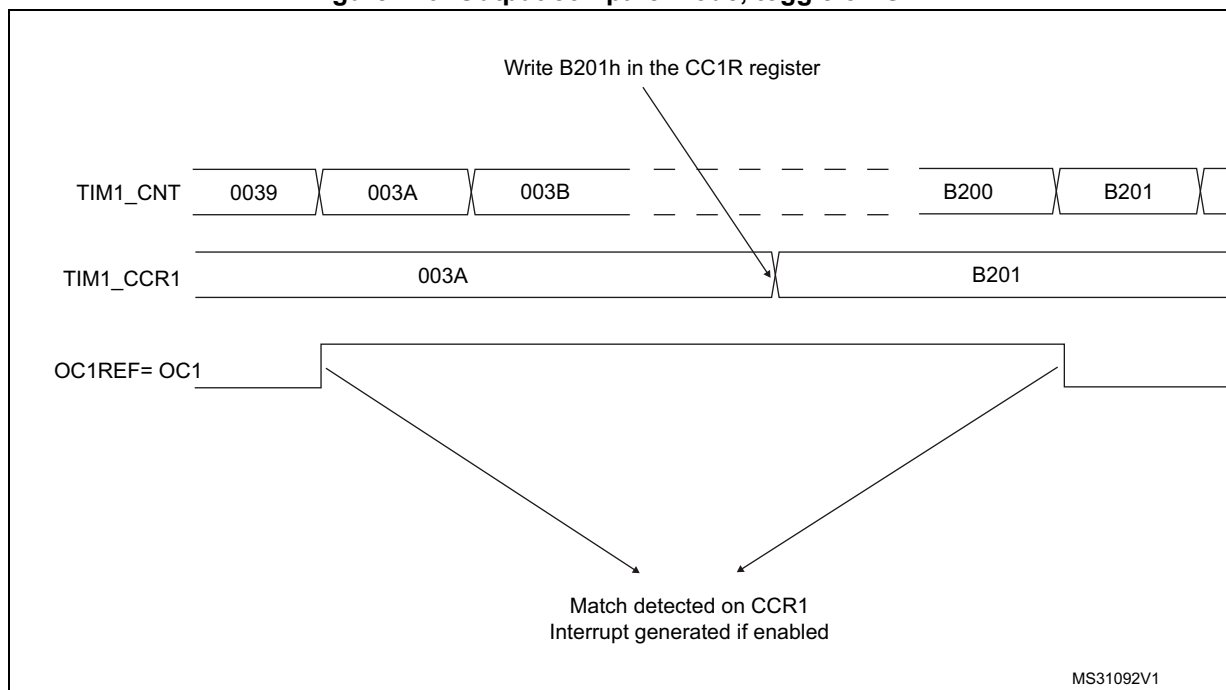 Write B201h in the CC1R register
TIM1_CNT 0039 003A 003B B200 B201
TIM1_CCR1 003A B201
OC1REF= OC1
Match detected on CCR1
Interrupt generated if enabled
MS31092V1